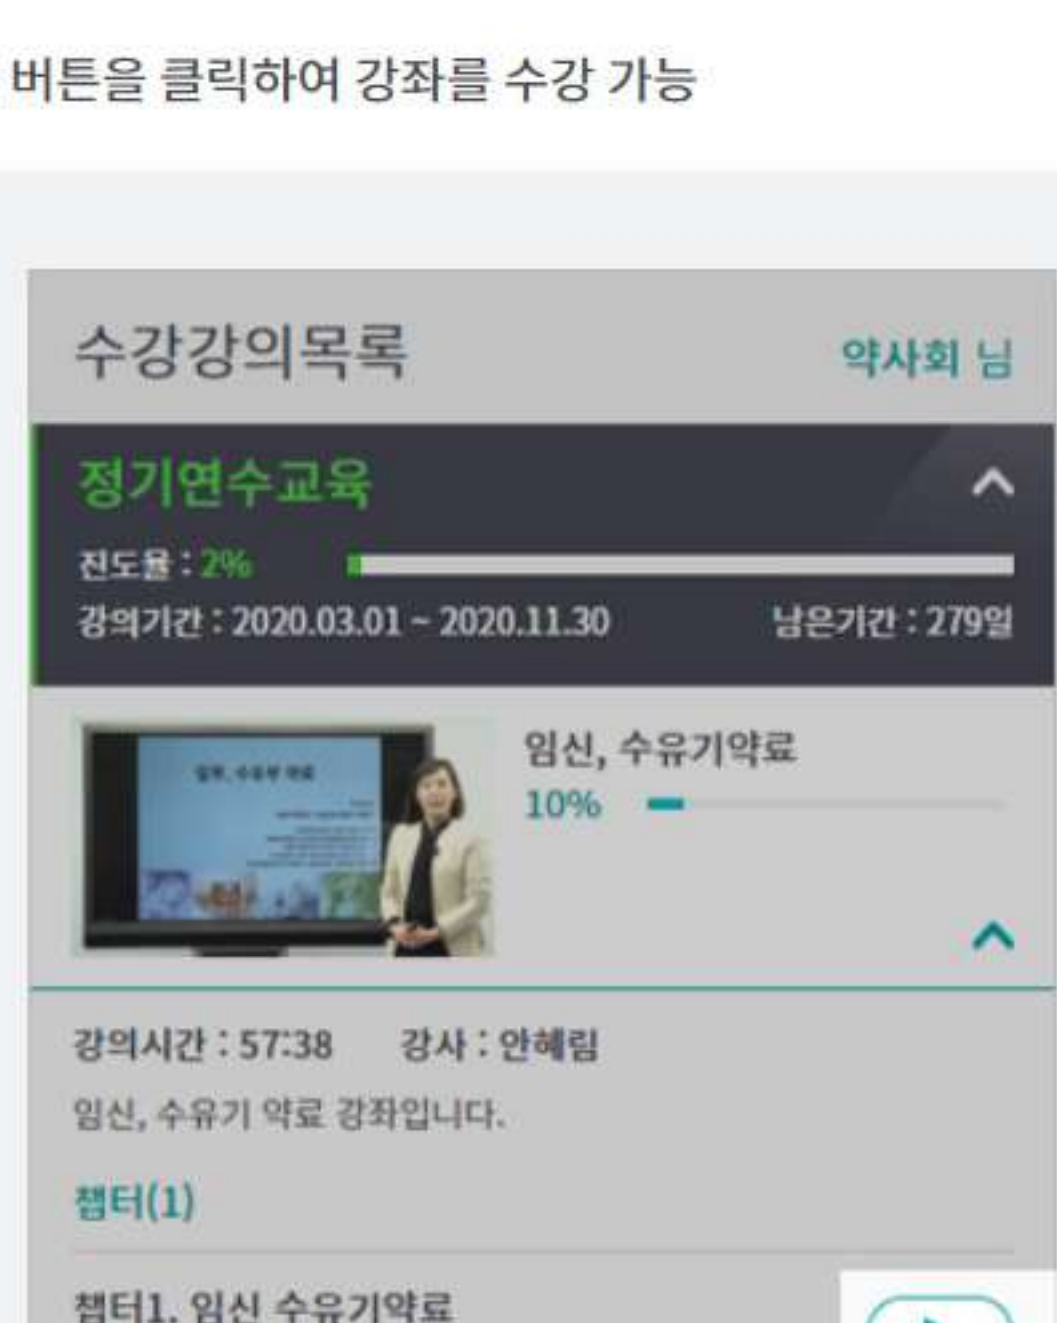 버튼을 클릭하여 강좌를 수강 가능
수강강의목록 약사회 님
정기연수교육
진도율 : 2%
강의기간 : 2020.03.01 ~ 2020.11.30 남은기간 : 279일
임신, 수유기약료
10%
강의시간 : 57:38 강사 : 안혜림
임신, 수유기 약료 강좌입니다.
챕터(1)
챕터1. 임신 수유기약료